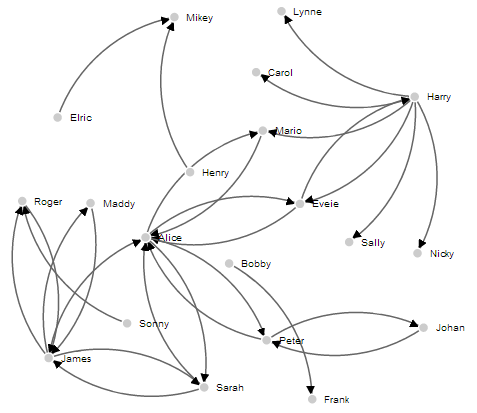 Lynne
Mikey
Carol
Harry
Elric
Mario
Henry
Roger
Maddy
Eveie
Alice
Sally
Nicky
Bobby
Sonny
Johan
Peter
James
Sarah
Frank